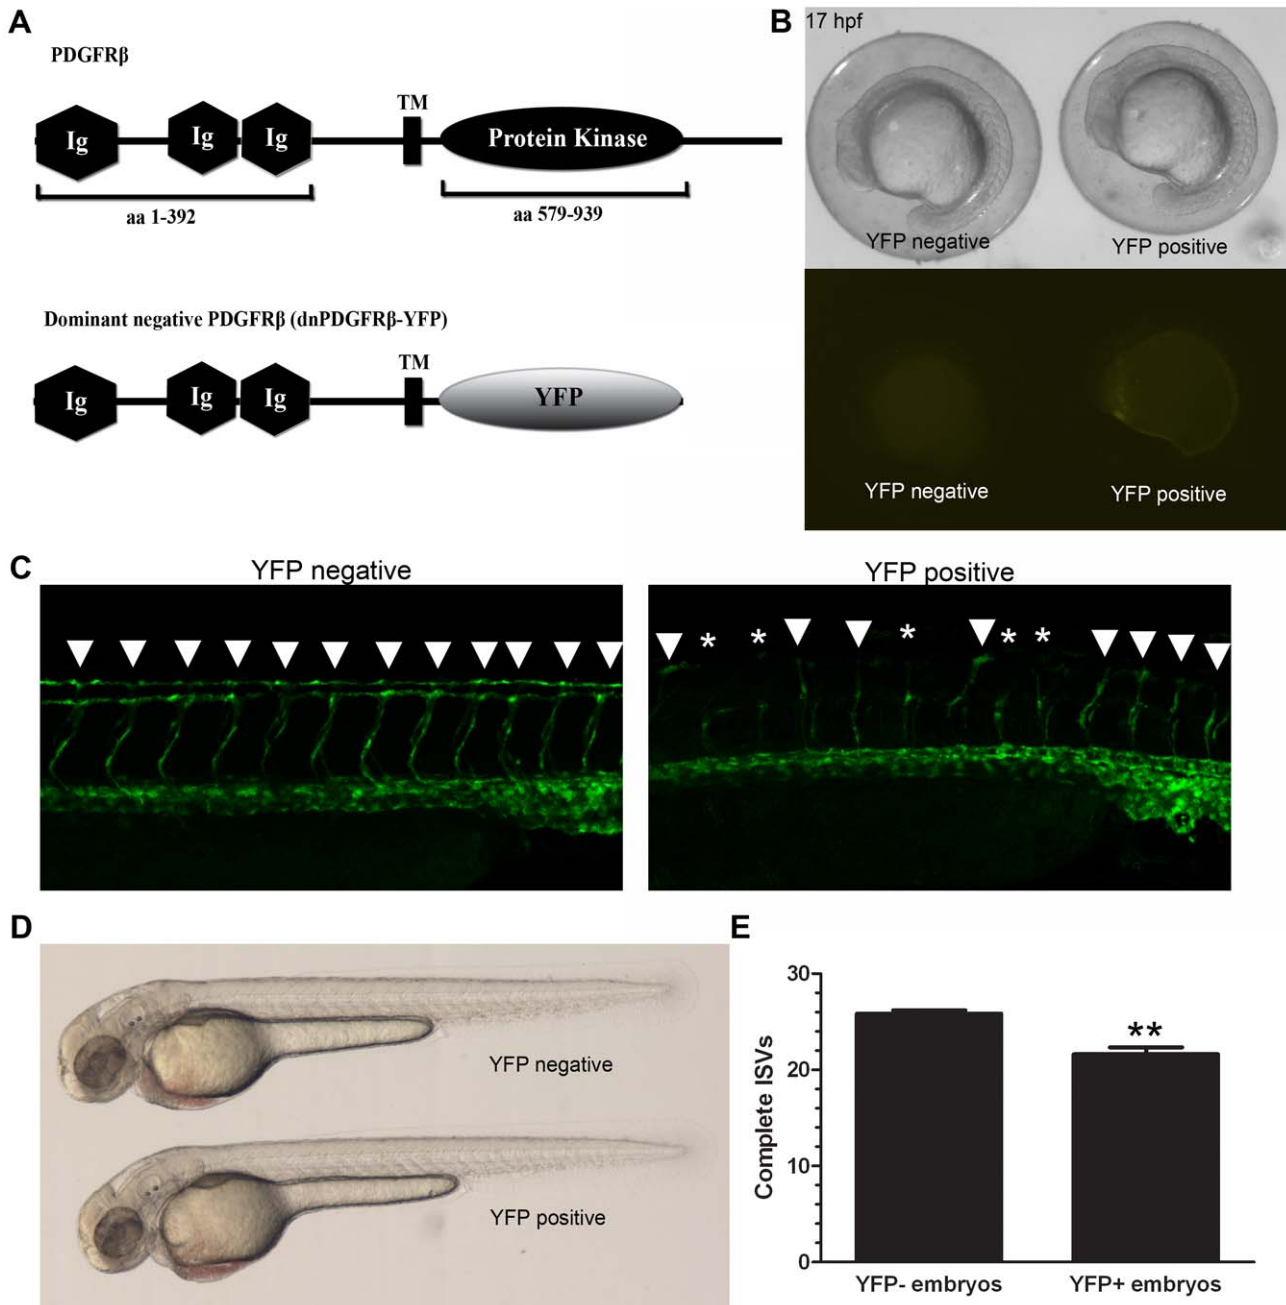 A
PDGFRβ
TM
Ig Ig Ig Protein Kinase
aa 1-392 aa 579-939
Dominant negative PDGFRβ (dnPDGFRβ-YFP)
TM
Ig Ig Ig YFP
B
17 hpf
YFP negative YFP positive
YFP negative YFP positive
C
YFP negative YFP positive
* * * * *
D
YFP negative
YFP positive
E
Complete ISVs
30
20
10
0
**
YFP- embryos YFP+ embryos